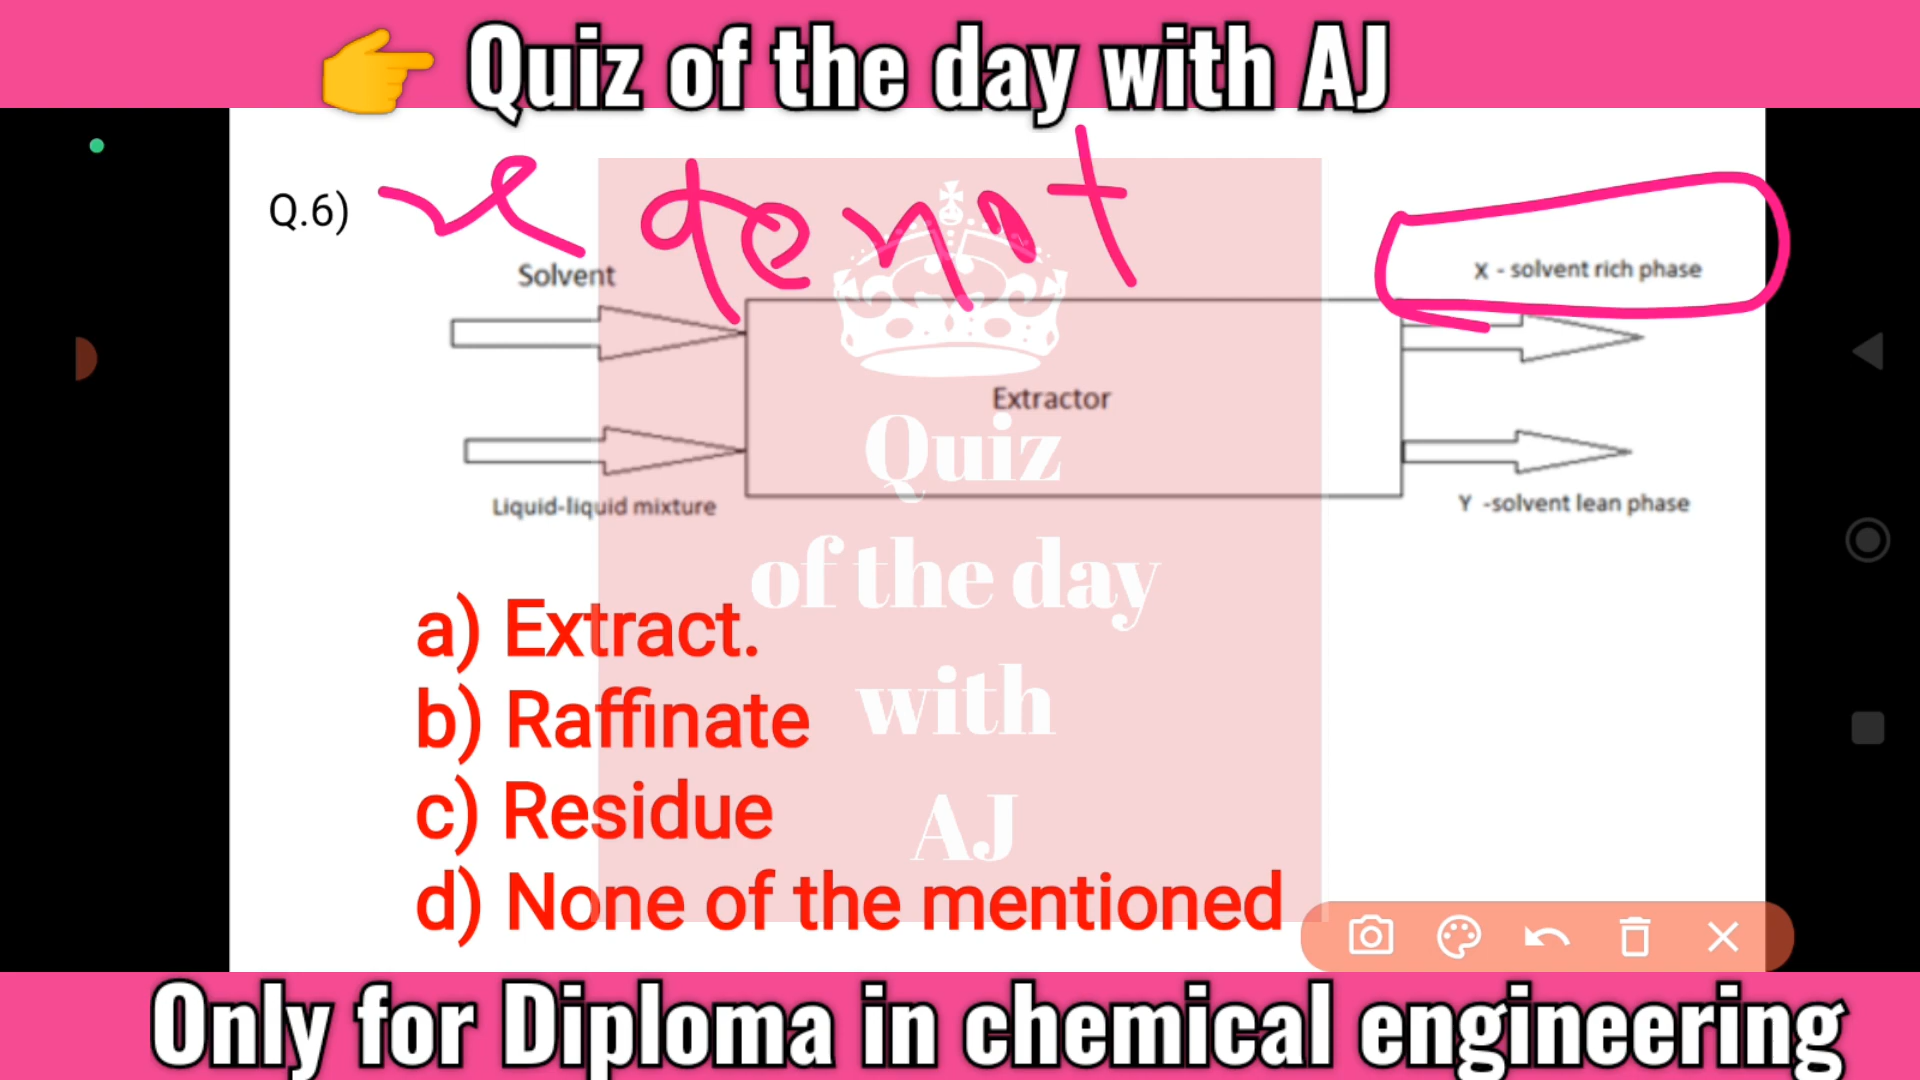 👉 Quiz of the day with AJ
Q.6)
Solvent
X - solvent rich phase
Extractor
Liquid-liquid mixture
Y -solvent lean phase
Quiz
of the day
with
AJ
a) Extract.
b) Raffinate
c) Residue
d) None of the mentioned
Only for Diploma in chemical engineering